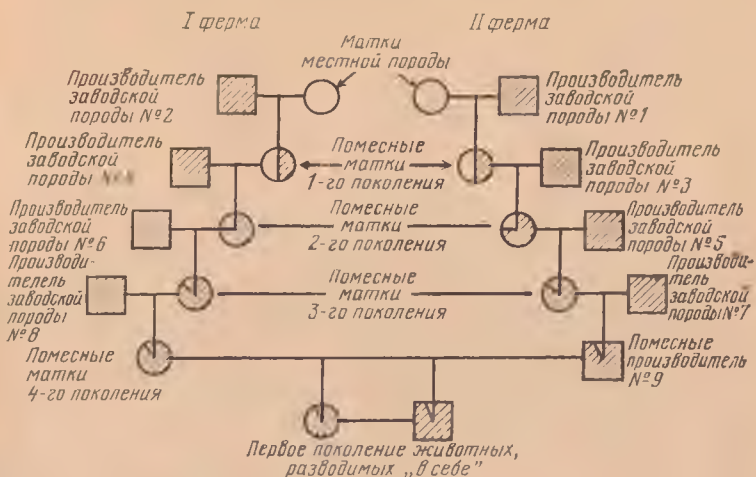 I ферма
II ферма
Матки
местной породы
Производитель
заводской
породы №2
Производитель
заводской
породы №1
Производитель
заводской
породы
Помесные
матки
1-го поколения
Производитель
заводской
породы №3
Производитель
заводской
породы №6
Помесные
матки
2-го поколения
Производитель
заводской
породы №5
Производи-
телель
заводской
породы
№8
Помесные
матки
3-го поколения
Производи-
тель
заводской
породы №7
Помесные
матки
4-го поколения
Помесные
производитель
№9
Первое поколение животных,
разводимых „в себе”